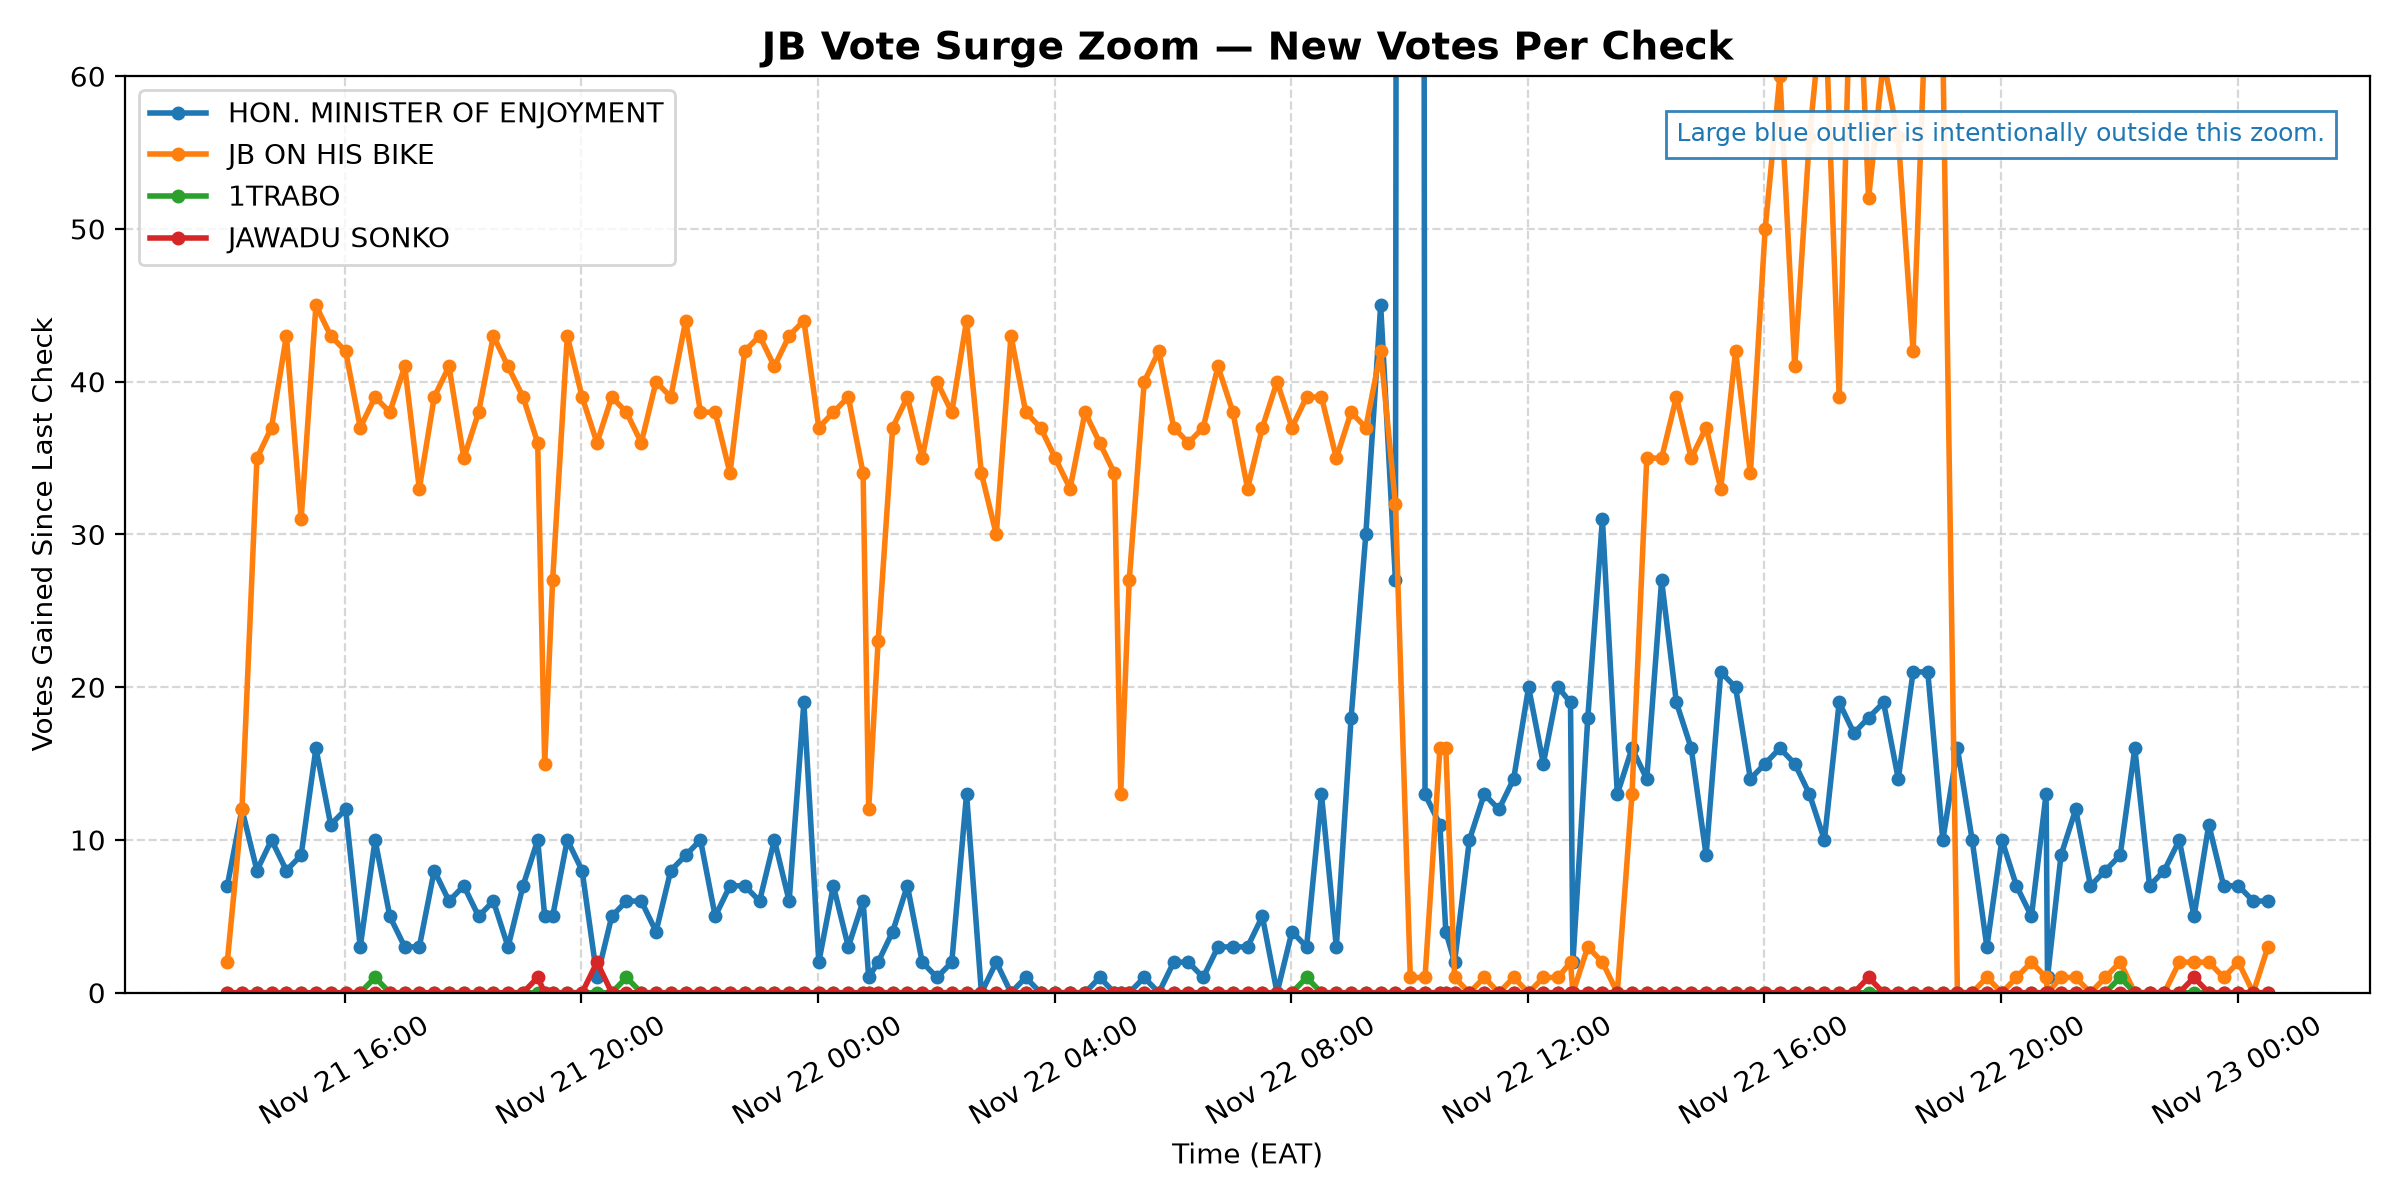 JB Vote Surge Zoom — New Votes Per Check
60
50
40
30
20
10
0
Votes Gained Since Last Check
HON. MINISTER OF ENJOYMENT
JB ON HIS BIKE
1TRABO
JAWADU SONKO
Large blue outlier is intentionally outside this zoom.
Nov 21 16:00
Nov 21 20:00
Nov 22 00:00
Nov 22 04:00
Nov 22 08:00
Nov 22 12:00
Nov 22 16:00
Nov 22 20:00
Nov 23 00:00
Time (EAT)